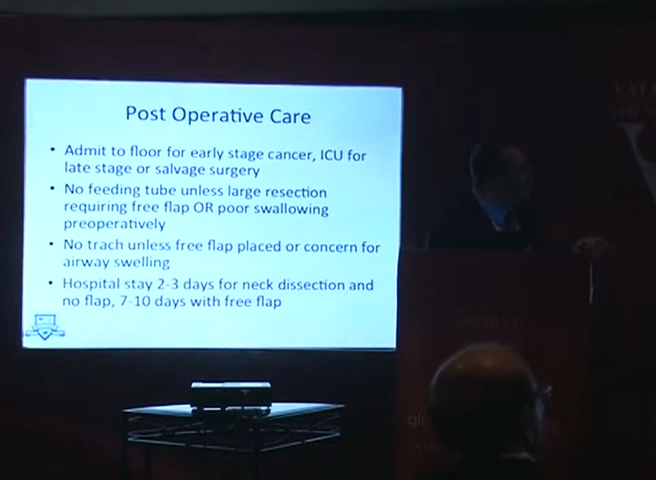 Post Operative Care
• Admit to floor for early stage cancer, ICU for
late stage or salvage surgery
• No feeding tube unless large resection
requiring free flap OR poor swallowing
preoperatively
• No trach unless free flap placed or concern for
airway swelling
• Hospital stay 2-3 days for neck dissection and
no flap, 7-10 days with free flap